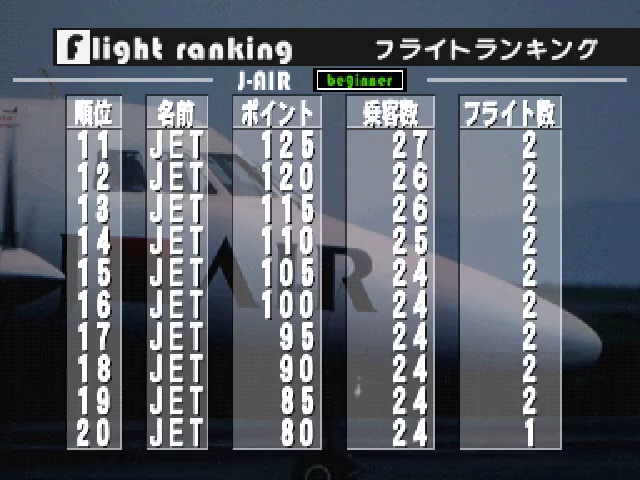 flight ranking フライトランキング
J-AIR beginner
順位 名前 ポイント 乗客数 フライト数
11 JET 125 27 2
12 JET 120 26 2
13 JET 115 26 2
14 JET 110 25 2
15 JET 105 24 2
16 JET 100 24 2
17 JET 95 24 2
18 JET 90 24 2
19 JET 85 24 2
20 JET 80 24 1
J-AIR